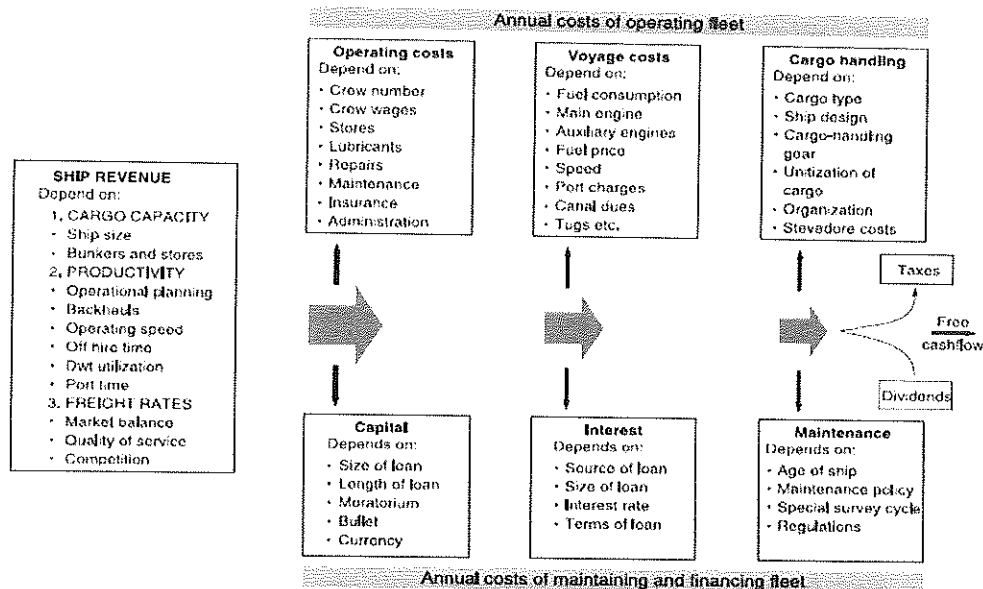 Annual costs of operating fleet
Operating costs
Depend on:
• Crew number
• Crew wages
• Stores
• Lubricants
• Repairs
• Maintenance
• Insurance
• Administration
Voyage costs
Depend on:
• Fuel consumption
• Main engine
• Auxiliary engines
• Fuel price
• Speed
• Port charges
• Canal dues
• Tugs etc.
Cargo handling
Depend on:
• Cargo type
• Ship design
• Cargo-handling
gear
• Unitization of
cargo
• Organization
• Stevedore costs
SHIP REVENUE
Depend on:
1. CARGO CAPACITY
• Ship size
• Bunkers and stores
2. PRODUCTIVITY
• Operational planning
• Backhauls
• Operating speed
• Off hire time
• Dwt utilization
• Port time
3. FREIGHT RATES
• Market balance
• Quality of service
• Competition
Taxes
Free
cashflow
Dividends
Capital
Depends on:
• Size of loan
• Length of loan
• Moratorium
• Bullet
• Currency
Interest
Depends on:
• Source of loan
• Size of loan
• Interest rate
• Terms of loan
Maintenance
Depends on:
• Age of ship
• Maintenance policy
• Special survey cycle
• Regulations
Annual costs of maintaining and financing fleet